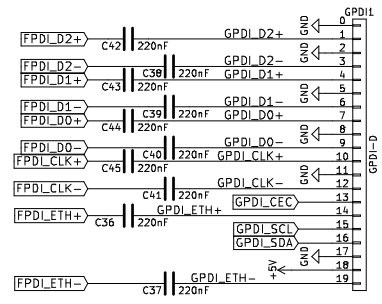 GPDI1
GND 0
FPDI_D2+ C42 220nF GPDI_D2+ 1
GND 2
FPDI_D2- C38 220nF GPDI_D2- 3
FPDI_D1+ C43 220nF GPDI_D1+ 4
GND 5
FPDI_D1- C39 220nF GPDI_D1- 6
FPDI_D0+ C44 220nF GPDI_D0+ 7
GND 8
FPDI_D0- C40 220nF GPDI_D0- 9
FPDI_CLK+ C45 220nF GPDI_CLK+ 10
GND 11
FPDI_CLK- C41 220nF GPDI_CLK- 12
GPDI_CEC 13
FPDI_ETH+ C36 220nF GPDI_ETH+ 14
GPDI_SCL 15
GPDI_SDA 16
GND 17
+5V 18
FPDI_ETH- C37 220nF GPDI_ETH- 19
GPDI-D